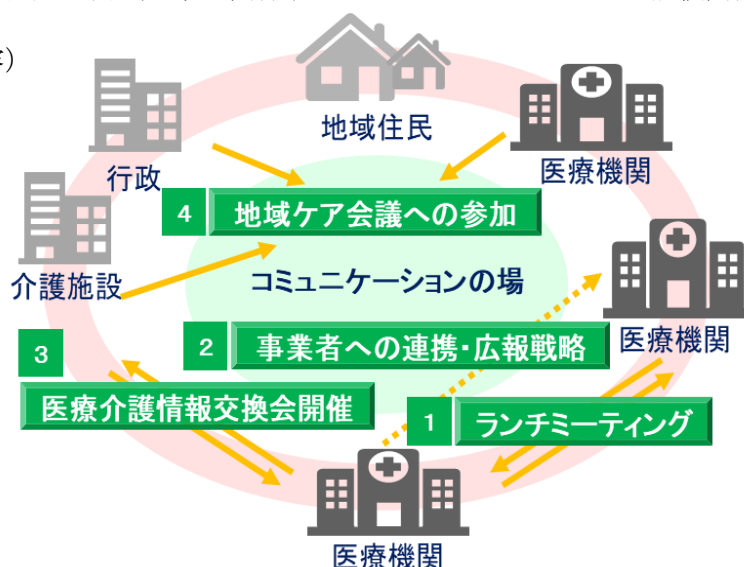 地域住民
医療機関
行政
4
地域ケア会議への参加
介護施設
コミュニケーションの場
医療機関
3
2
事業者への連携・広報戦略
医療介護情報交換会開催
1
ランチミーティング
医療機関